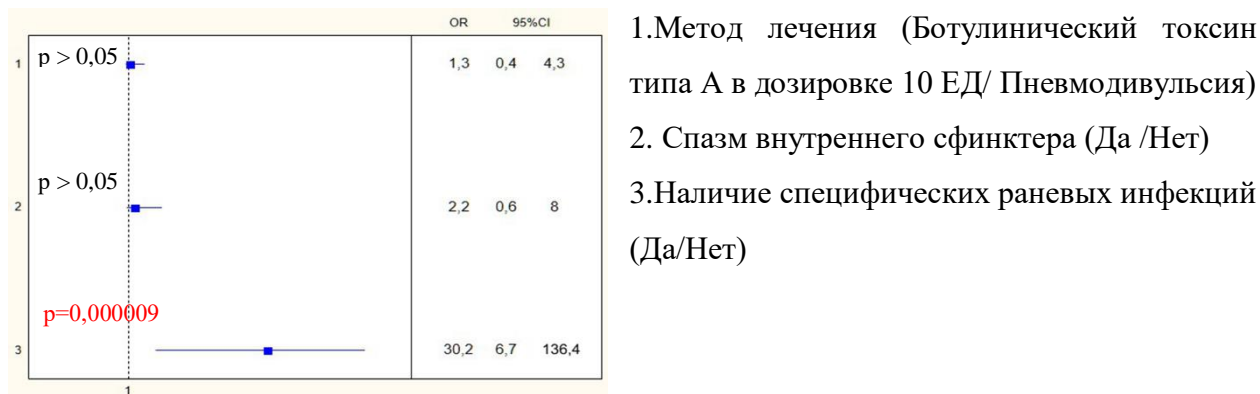 OR 95%CI
1 p > 0,05 1,3 0,4 4,3
2 p > 0,05 2,2 0,6 8
p=0,000009
3 30,2 6,7 136,4
1
1.Метод лечения (Ботулинический токсин
типа А в дозировке 10 ЕД/ Пневмодивульсия)
2. Спазм внутреннего сфинктера (Да /Нет)
3.Наличие специфических раневых инфекций
(Да/Нет)